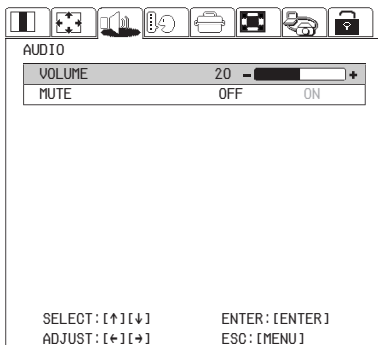 AUDIO
VOLUME 20 - +
MUTE OFF ON
SELECT:[↑][↓] ENTER:[ENTER]
ADJUST:[←][→] ESC:[MENU]